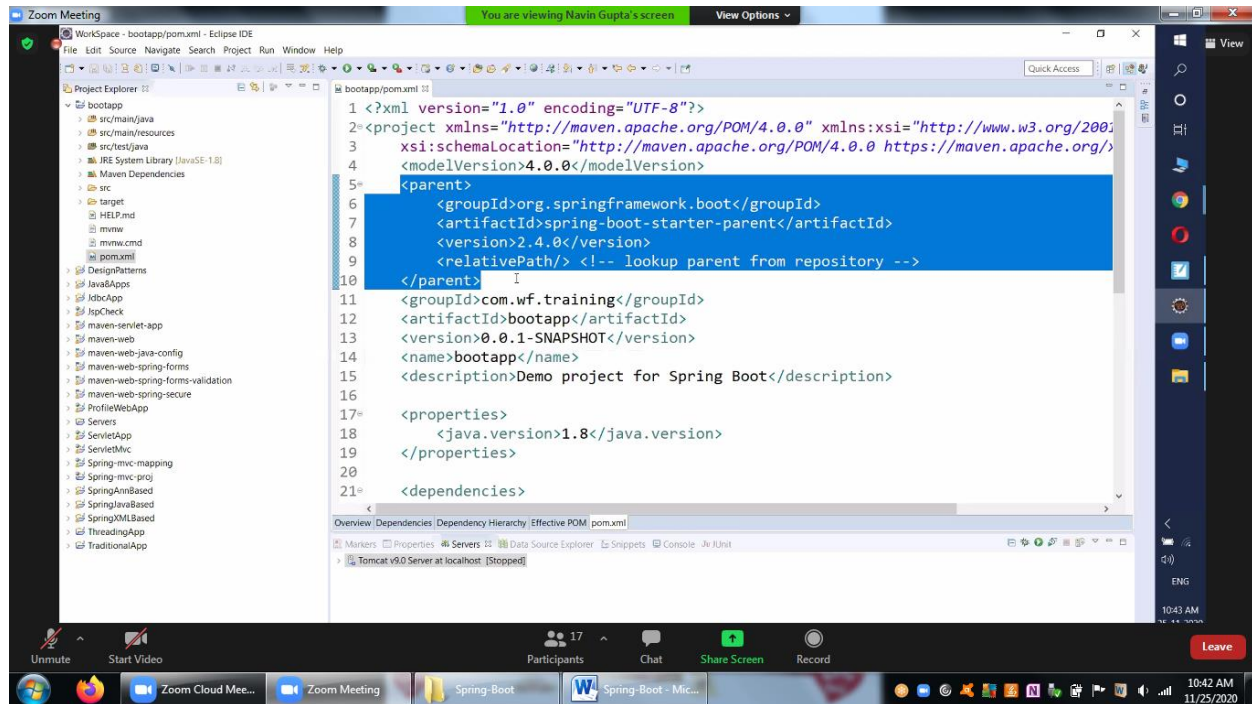 Zoom Meeting
You are viewing Navin Gupta's screen
View Options
WorkSpace - bootapp/pom.xml - Eclipse IDE
View
File Edit Source Navigate Search Project Run Window Help
Quick Access
Project Explorer
bootapp
src/main/java
src/main/resources
src/test/java
JRE System Library [JavaSE-1.8]
Maven Dependencies
src
target
HELP.md
mvnw
mvnw.cmd
pom.xml
DesignPatterns
Java8Apps
JdbcApp
JspCheck
maven-servlet-app
maven-web
maven-web-java-config
maven-web-spring-forms
maven-web-spring-forms-validation
maven-web-spring-secure
ProfileWebApp
Servers
ServletApp
ServletMvc
Spring-mvc-mapping
Spring-mvc-proj
SpringAnnBased
SpringJavaBased
SpringXMLBased
ThreadingApp
TraditionalApp
bootapp/pom.xml
1 <?xml version="1.0" encoding="UTF-8"?>
2 <project xmlns="http://maven.apache.org/POM/4.0.0" xmlns:xsi="http://www.w3.org/2001
3 xsi:schemaLocation="http://maven.apache.org/POM/4.0.0 https://maven.apache.org/x
4 <modelVersion>4.0.0</modelVersion>
5 <parent>
6 <groupId>org.springframework.boot</groupId>
7 <artifactId>spring-boot-starter-parent</artifactId>
8 <version>2.4.0</version>
9 <relativePath/> <!-- lookup parent from repository -->
10 </parent>
11 <groupId>com.wf.training</groupId>
12 <artifactId>bootapp</artifactId>
13 <version>0.0.1-SNAPSHOT</version>
14 <name>bootapp</name>
15 <description>Demo project for Spring Boot</description>
16
17 <properties>
18 <java.version>1.8</java.version>
19 </properties>
20
21 <dependencies>
Overview Dependencies Dependency Hierarchy Effective POM pom.xml
Markers Properties Servers Data Source Explorer Snippets Console JUnit
Tomcat v9.0 Server at localhost [Stopped]
ENG
10:43 AM
25-11-2020
17
Unmute
Start Video
Participants
Chat
Share Screen
Record
Leave
Zoom Cloud Mee...
Zoom Meeting
Spring-Boot
Spring-Boot - Mic...
10:42 AM
11/25/2020